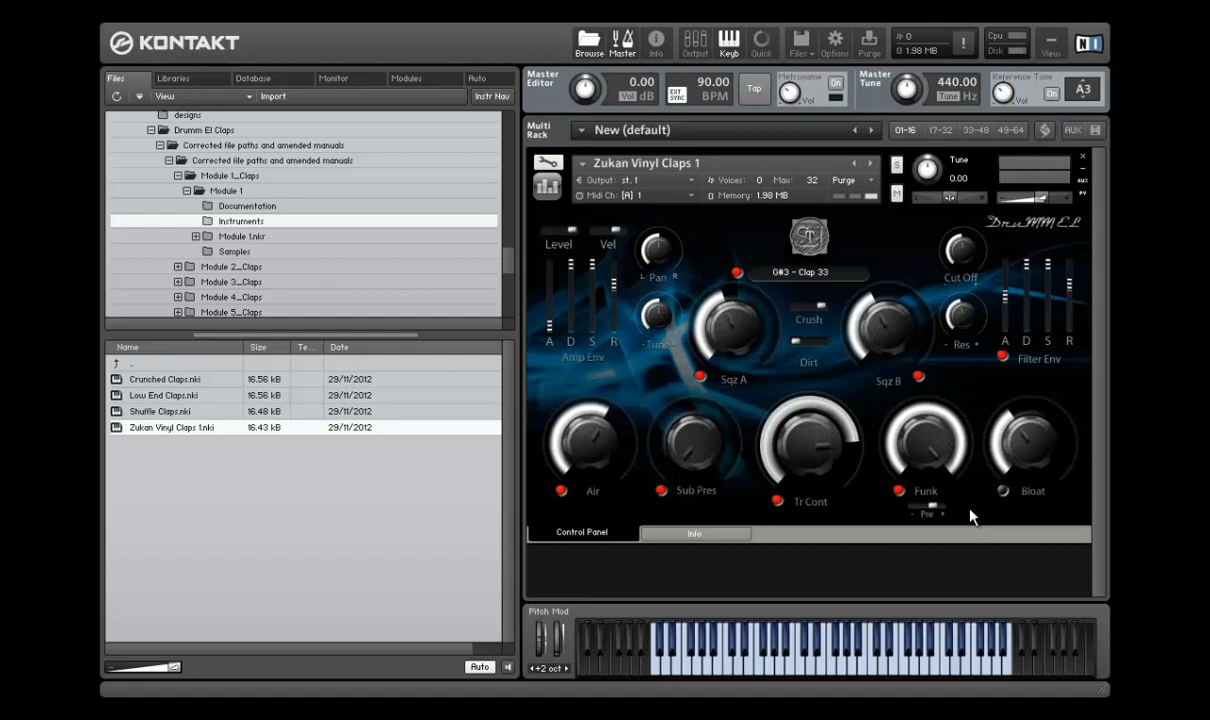 KONTAKT
Browse
Master
Info
Output
Keyb
Quick
Files
Options
Purge
0
1.98 MB
!
Cpu
Disk
View
NI
Files
Libraries
Database
Monitor
Modules
Auto
View
Import
Instr Nav
designs
Drumm El Claps
Corrected file paths and amended manuals
Corrected file paths and amended manuals
Module 1_Claps
Module 1
Documentation
Instruments
Module 1.nkr
Samples
Module 2_Claps
Module 3_Claps
Module 4_Claps
Module 5_Claps
Name Size Te... Date
..
Crunched Claps.nki 16.56 kB 29/11/2012
Low End Claps.nki 16.56 kB 29/11/2012
Shuffle Claps.nki 16.48 kB 29/11/2012
Zukan Vinyl Claps 1.nki 16.43 kB 29/11/2012
Auto
Master
Editor
0.00
Vol dB
EXT
SYNC
90.00
BPM
Tap
Metronome
On
Vol
Master
Tune
440.00
Tune Hz
Reference Tone
On
Vol
A3
Multi
Rack
New (default)
01-16 17-32 33-48 49-64
AUX
Zukan Vinyl Claps 1
Output: st. 1
Voices: 0 Max: 32 Purge
Midi Ch: [A] 1
Memory: 1.98 MB
S
M
Tune
0.00
L R
AUX
PV
DruMMEL
Level Vel
Pan
L R
G#3 - Clap 33
Cut Off
- +
- Tune +
Crush
Dirt
- Res +
A D S R
Amp Env
A D S R
Filter Env
Sqz A
Sqz B
Air
Sub Pres
Tr Cont
Funk
- Pre +
Bloat
Control Panel
Info
Pitch Mod
+2 oct